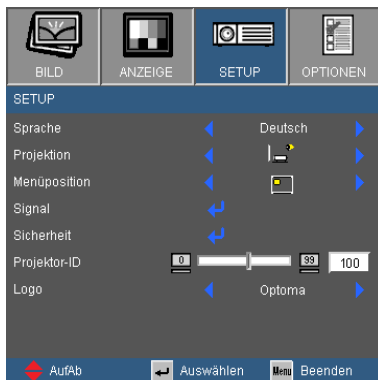 BILD ANZEIGE SETUP OPTIONEN
SETUP
Sprache Deutsch
Projektion
Menüposition
Signal
Sicherheit
Projektor-ID 0 99 100
Logo Optoma
AufAb Auswählen Menu Beenden